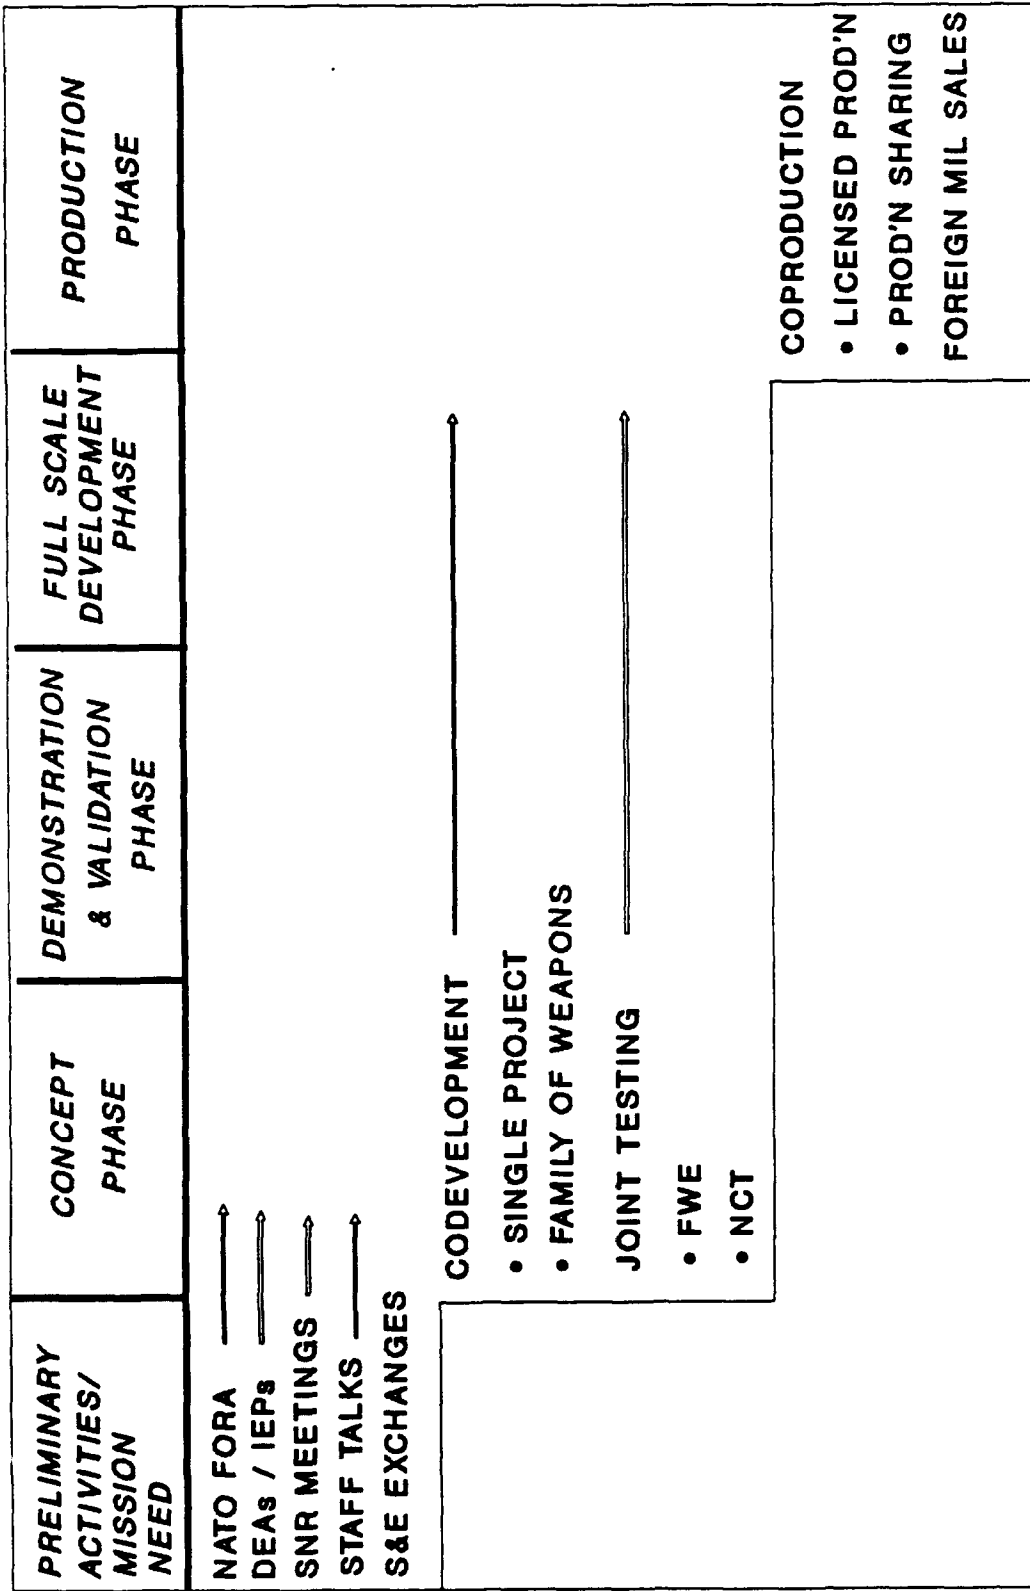 PRELIMINARY
ACTIVITIES/
MISSION
NEED
CONCEPT
PHASE
DEMONSTRATION
& VALIDATION
PHASE
FULL SCALE
DEVELOPMENT
PHASE
PRODUCTION
PHASE
NATO FORA
DEAs / IEPs
SNR MEETINGS
STAFF TALKS
S&E EXCHANGES
CODEVELOPMENT
• SINGLE PROJECT
• FAMILY OF WEAPONS
JOINT TESTING
• FWE
• NCT
COPRODUCTION
• LICENSED PROD'N
• PROD'N SHARING
FOREIGN MIL SALES